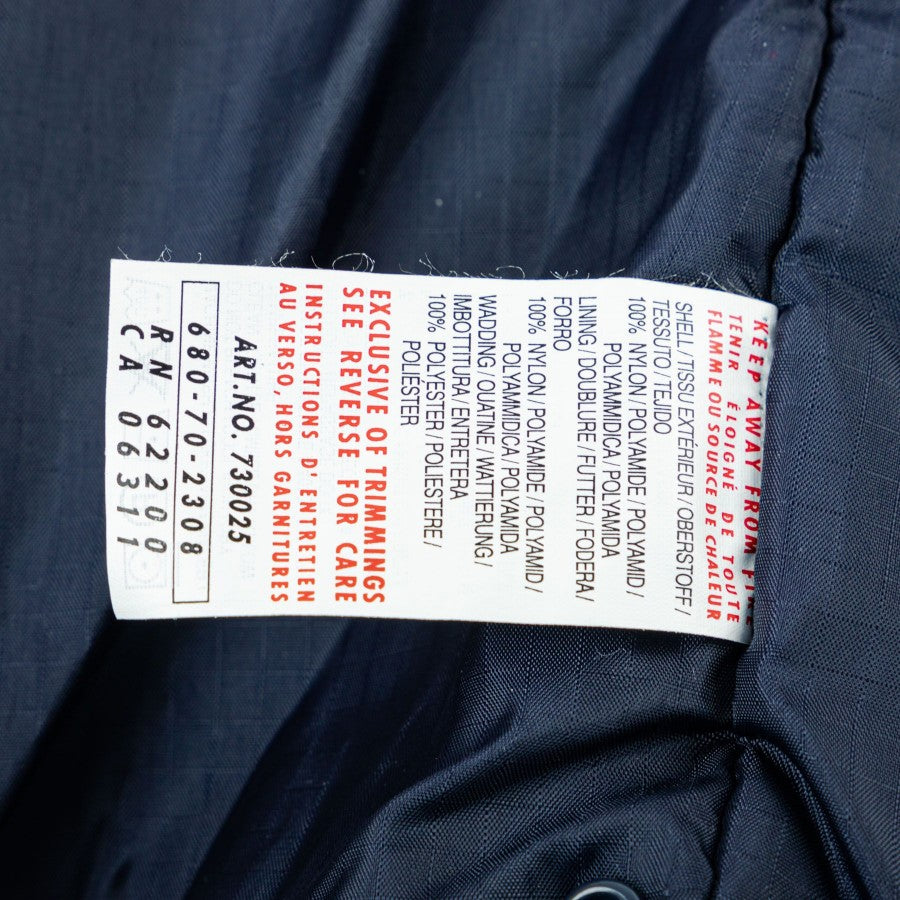 KEEP AWAY FROM FIRE
TENIR ÉLOIGNÉ DE TOUTE
FLAMME OU SOURCE DE CHALEUR
SHELL / TISSU EXTÉRIEUR / OBERSTOFF /
TESSUTO / TEJIDO
100% NYLON / POLYAMIDE / POLYAMID /
POLYAMMIDICA / POLYAMIDA
LINING / DOUBLURE / FUTTER / FODERA /
FORRO
100% NYLON / POLYAMIDE / POLYAMID /
POLYAMMIDICA / POLYAMIDA
WADDING / OUATINE / WATTIERUNG /
IMBOTTITURA / ENTRETERA
100% POLYESTER / POLIESTERE /
POLIESTER
EXCLUSIVE OF TRIMMINGS
SEE REVERSE FOR CARE
INSTRUCTIONS D' ENTRETIEN
AU VERSO, HORS GARNITURES
ART.NO. 730025
680-70-2308
RN 62200
CA 06311